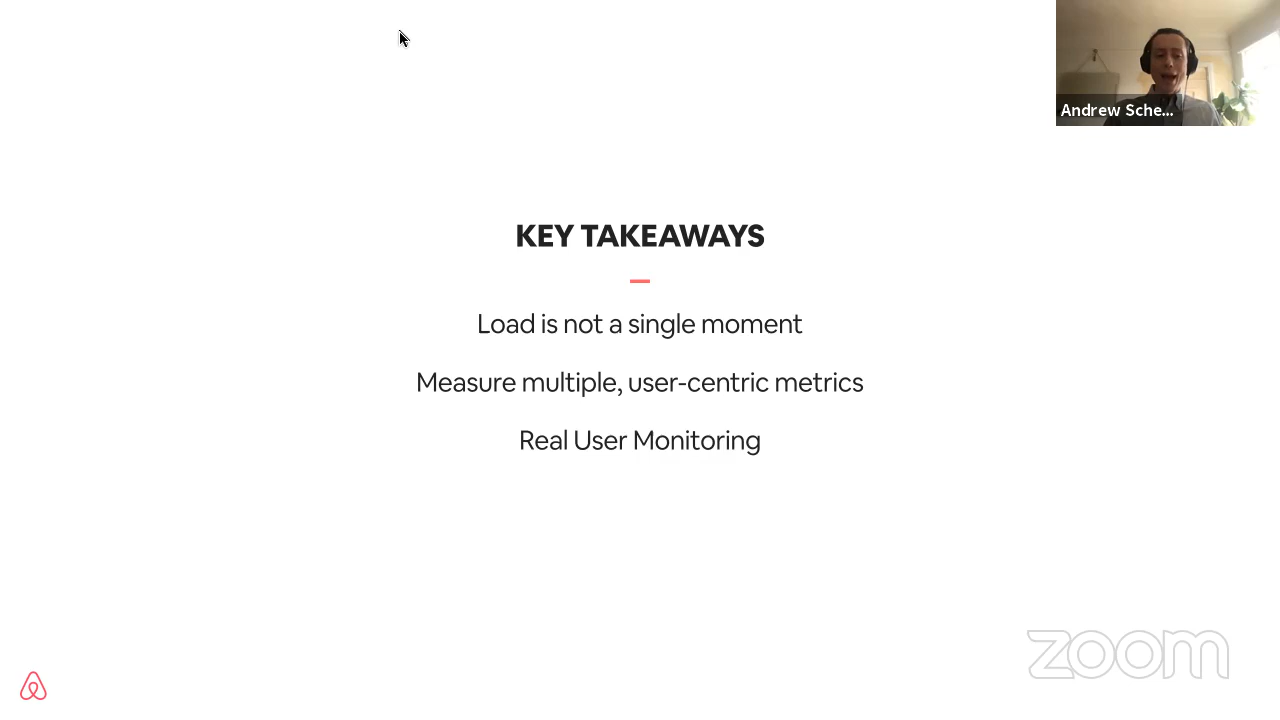 Andrew Sche...
KEY TAKEAWAYS
Load is not a single moment
Measure multiple, user-centric metrics
Real User Monitoring
zoom